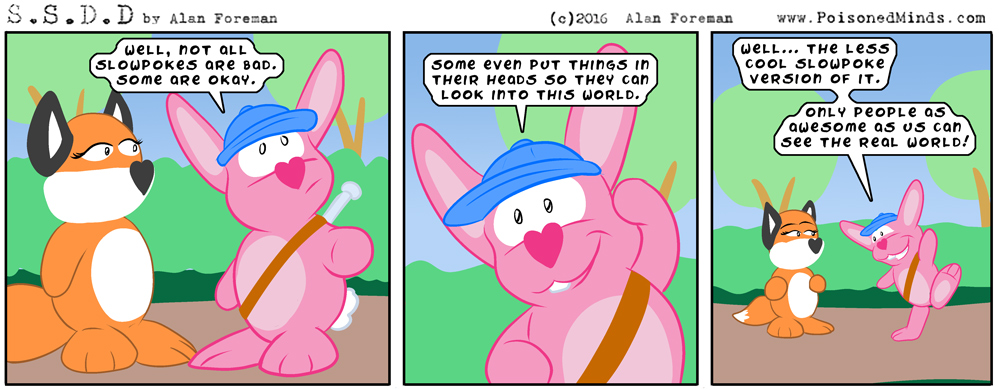 S.S.D.D by Alan Foreman (c)2016 Alan Foreman www.PoisonedMinds.com
WELL, NOT ALL
SLOWPOKES ARE BAD.
SOME ARE OKAY.
SOME EVEN PUT THINGS IN
THEIR HEADS SO THEY CAN
LOOK INTO THIS WORLD.
WELL... THE LESS
COOL SLOWPOKE
VERSION OF IT.
ONLY PEOPLE AS
AWESOME AS US CAN
SEE THE REAL WORLD!